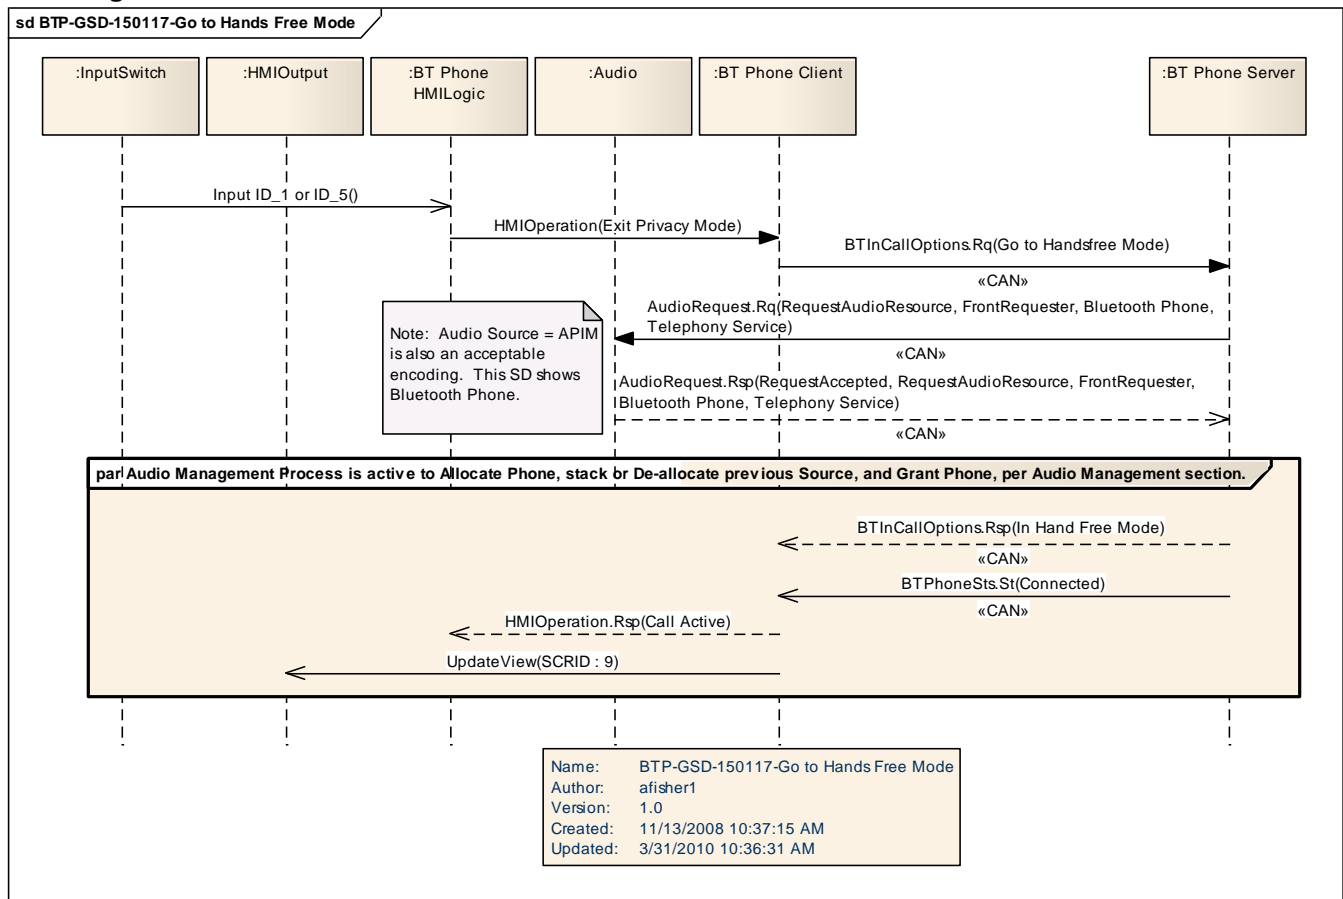 sd BTP-GSD-150117-Go to Hands Free Mode
:InputSwitch
:HMIOutput
:BT Phone
HMILogic
:Audio
:BT Phone Client
:BT Phone Server
Input ID_1 or ID_5()
HMIOperation(Exit Privacy Mode)
BTInCallOptions.Rq(Go to Handsfree Mode)
«CAN»
AudioRequest.Rq(RequestAudioResource, FrontRequester, Bluetooth Phone,
Telephony Service)
«CAN»
Note: Audio Source = APIM
is also an acceptable
encoding. This SD shows
Bluetooth Phone.
AudioRequest.Rsp(RequestAccepted, RequestAudioResource, FrontRequester,
Bluetooth Phone, Telephony Service)
«CAN»
par Audio Management Process is active to Allocate Phone, stack or De-allocate previous Source, and Grant Phone, per Audio Management section.
BTInCallOptions.Rsp(In Hand Free Mode)
«CAN»
BTPhoneSts.St(Connected)
«CAN»
HMIOperation.Rsp(Call Active)
UpdateView(SCRID : 9)
Name: BTP-GSD-150117-Go to Hands Free Mode
Author: afisher1
Version: 1.0
Created: 11/13/2008 10:37:15 AM
Updated: 3/31/2010 10:36:31 AM